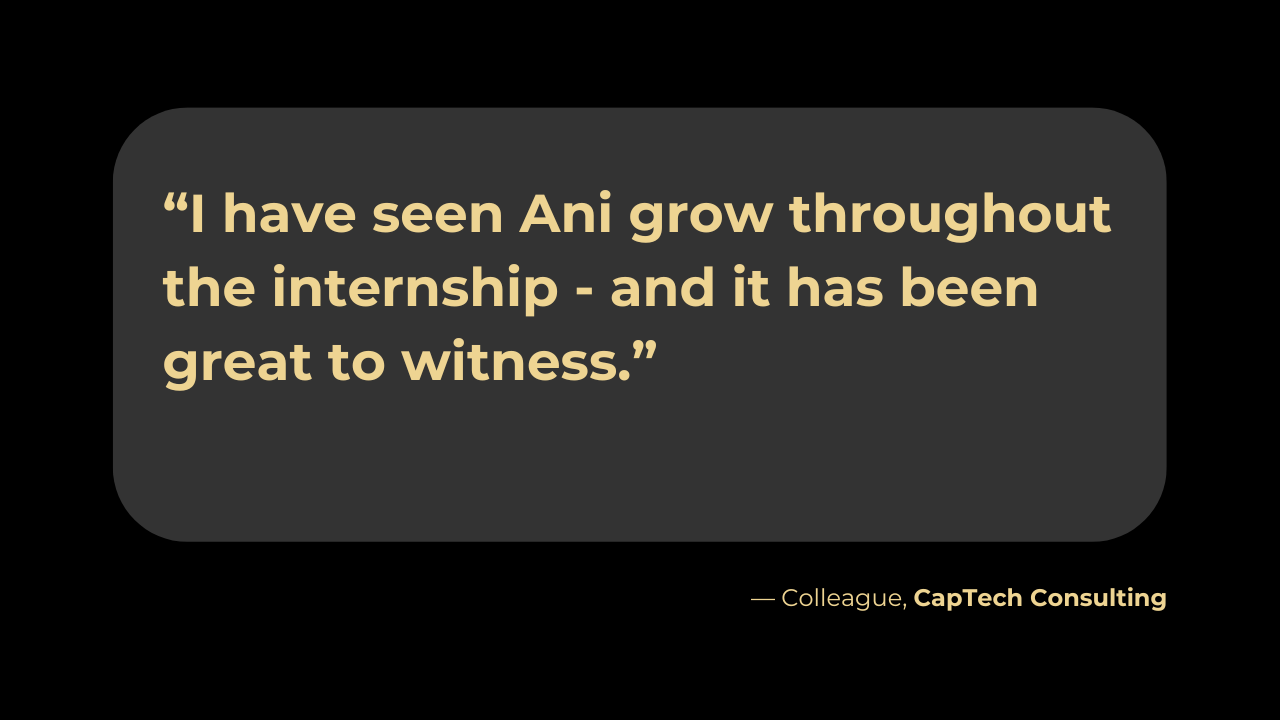 “I have seen Ani grow throughout
the internship - and it has been
great to witness.”
— Colleague, CapTech Consulting